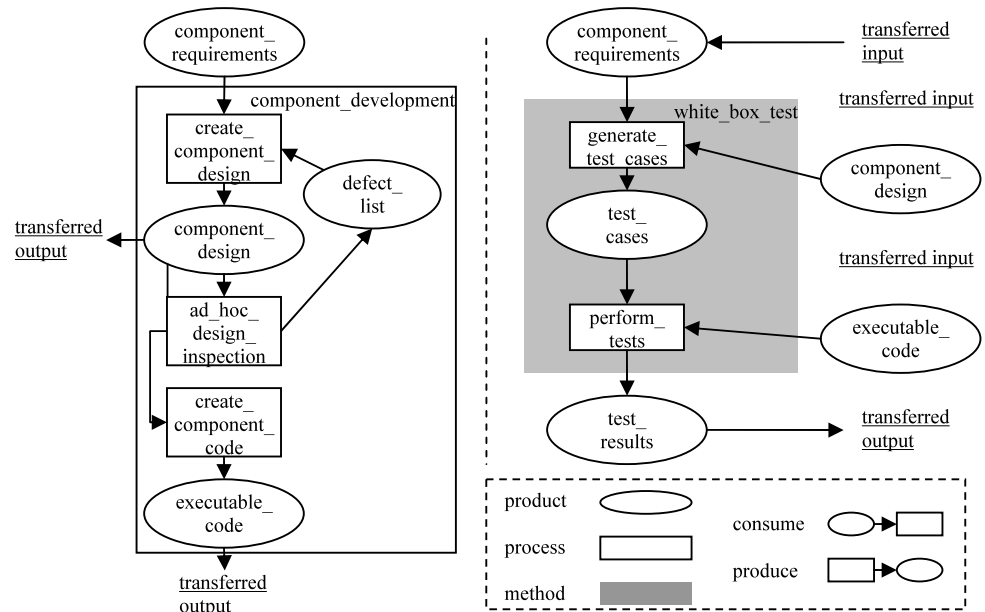 component_
requirements
component_development
create_
component_
design
defect_
list
transferred
output
component_
design
ad_hoc_
design_
inspection
create_
component_
code
executable_
code
transferred
output
component_
requirements
transferred
input
transferred input
white_box_test
generate_
test_cases
component_
design
test_
cases
transferred input
perform_
tests
executable_
code
test_
results
transferred
output
product
process
method
consume
produce